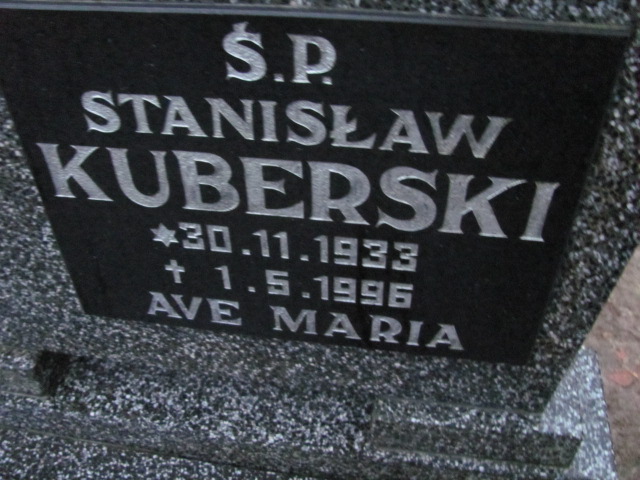 Ś.P.
STANISŁAW
KUBERSKI
*30.11.1933
† 1.5.1996
AVE MARIA